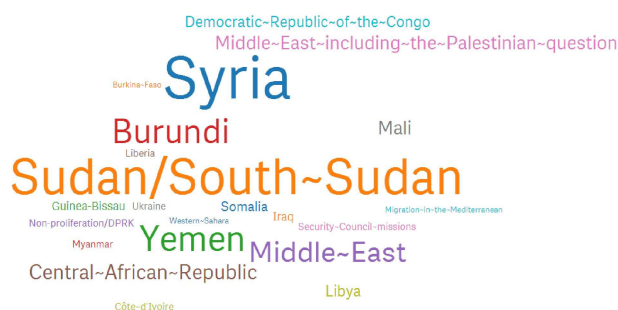 Democratic~Republic~of~the~Congo
Middle~East~including~the~Palestinian~question
Syria
Burkina~Faso
Burundi
Mali
Liberia
Sudan/South~Sudan
Guinea-Bissau
Ukraine
Somalia
Migration~in~the~Mediterranean
Non-proliferation/DPRK
Western~Sahara
Iraq
Security~Council~missions
Myanmar
Yemen
Middle~East
Central~African~Republic
Libya
Côte~d'Ivoire